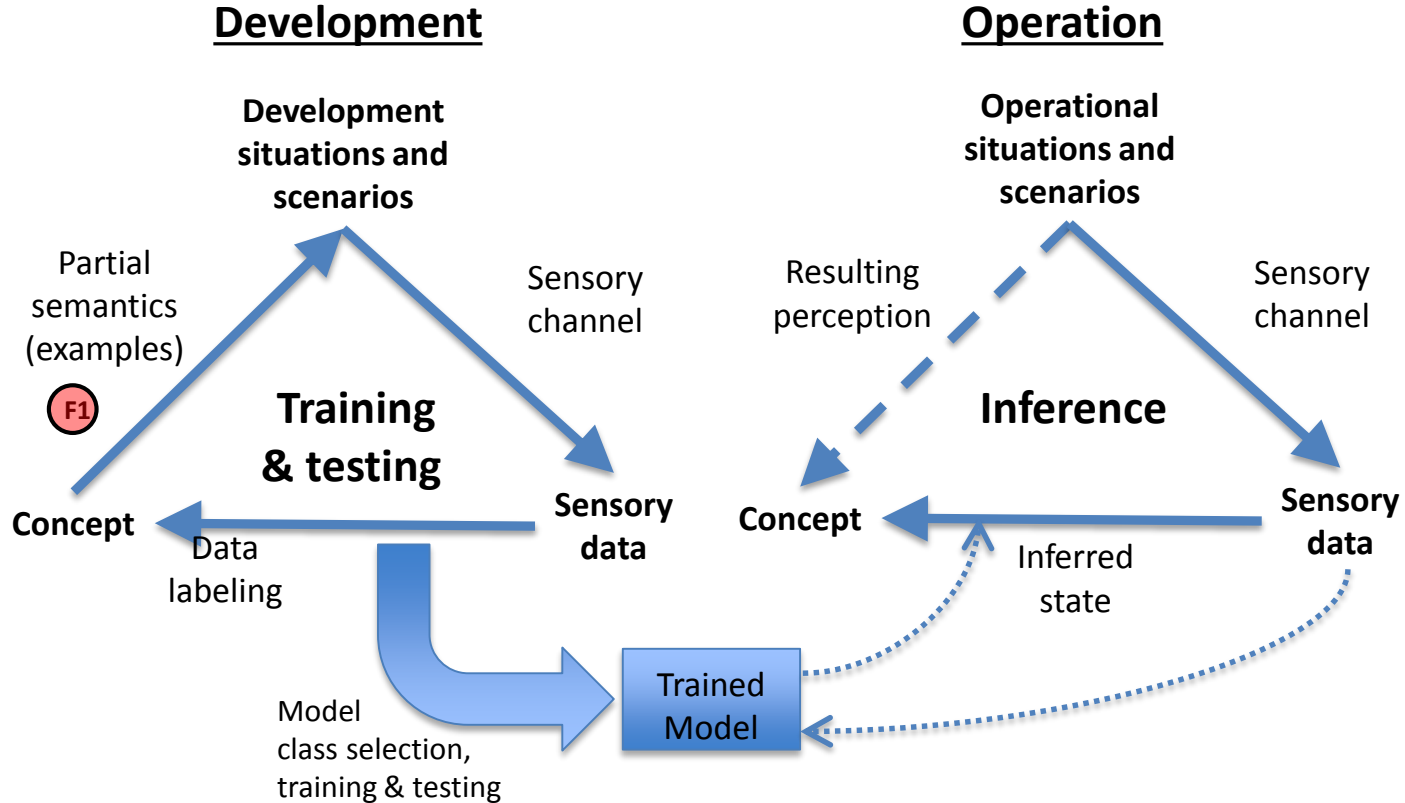 Development
Development
situations and
scenarios
Partial
semantics
(examples)
F1
Sensory
channel
Training
& testing
Concept
Sensory
data
Data
labeling
Model
class selection,
training & testing
Trained
Model
Operation
Operational
situations and
scenarios
Resulting
perception
Sensory
channel
Inference
Concept
Sensory
data
Inferred
state